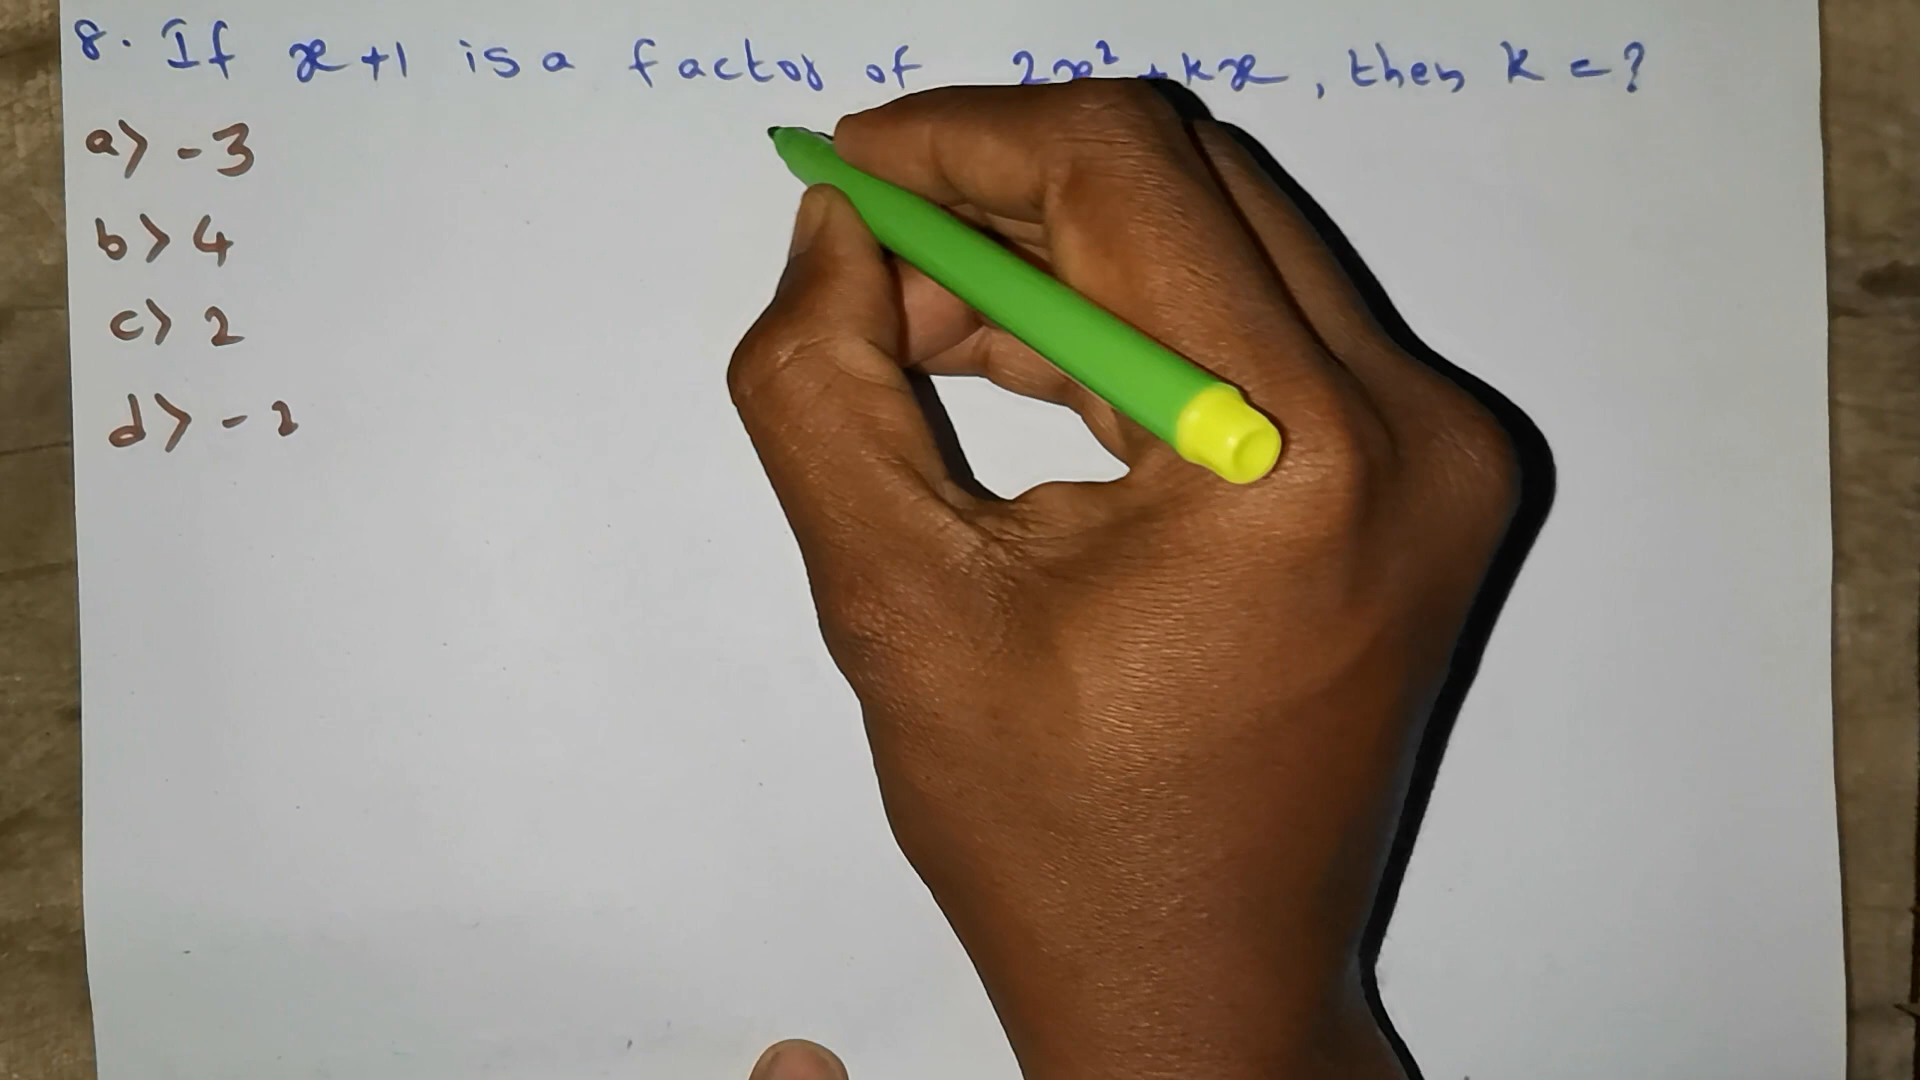 8. If x+1 is a factor of 2x²+kx, then k = ?
a) -3
b) 4
c) 2
d) -2